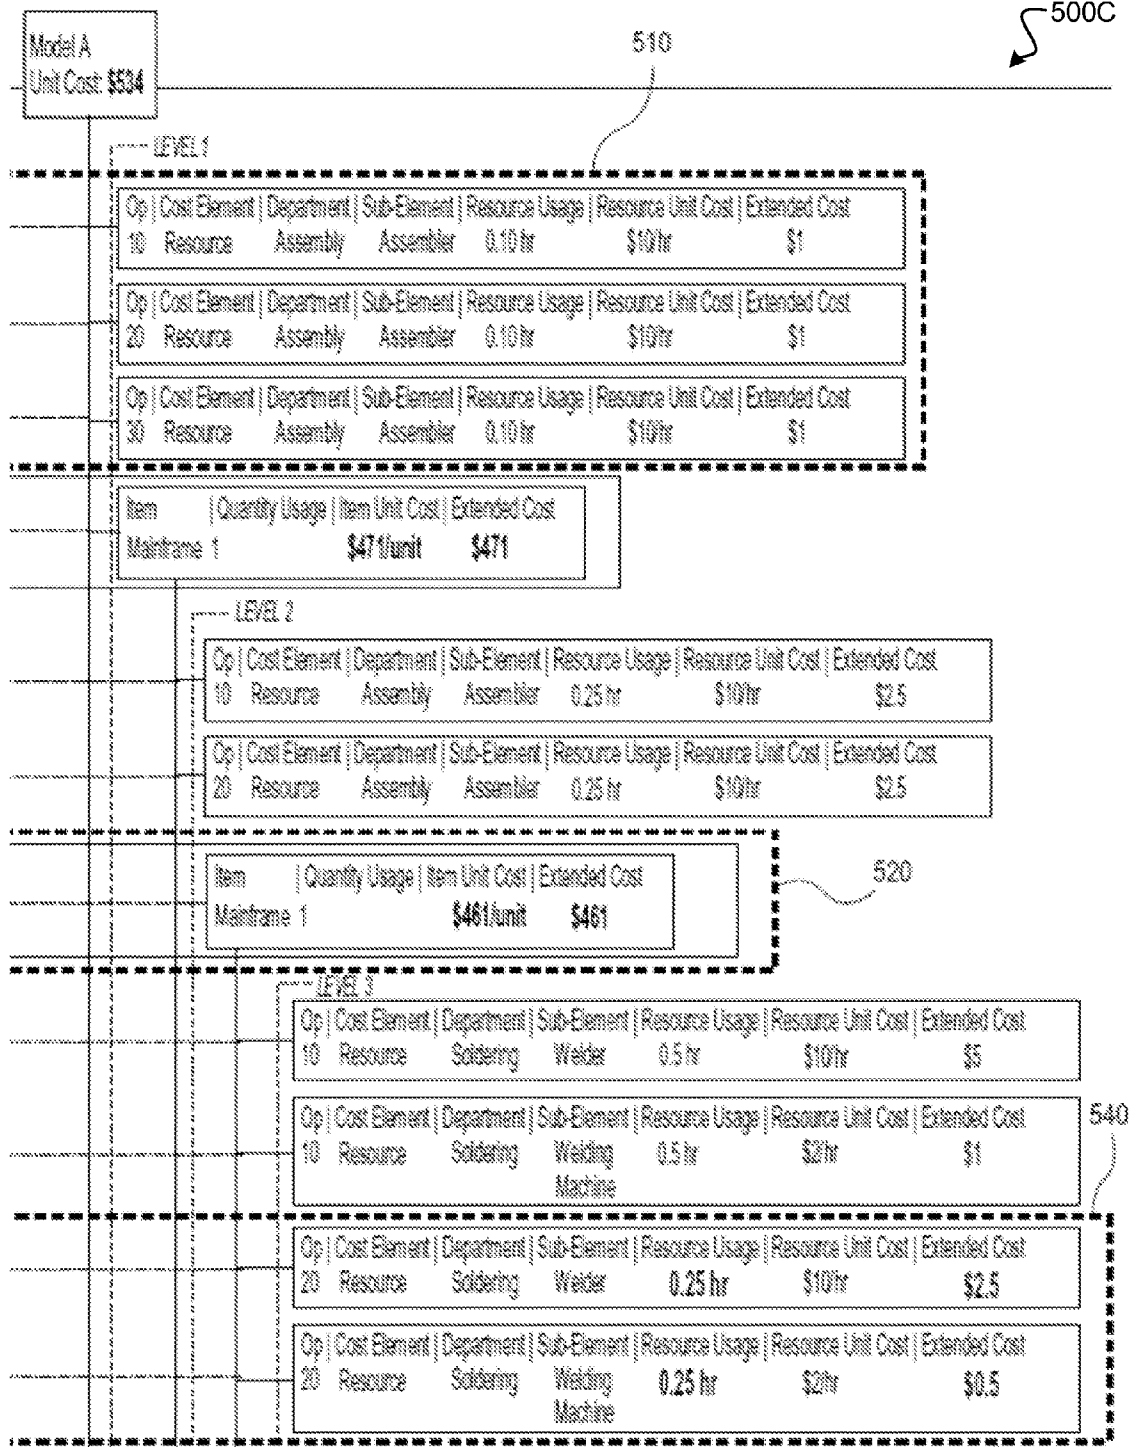 500C
Model A
Unit Cost: $534
510
LEVEL 1
Op | Cost Element | Department | Sub-Element | Resource Usage | Resource Unit Cost | Extended Cost
10 Resource Assembly Assembler 0.10 hr $10/hr $1
Op | Cost Element | Department | Sub-Element | Resource Usage | Resource Unit Cost | Extended Cost
20 Resource Assembly Assembler 0.10 hr $10/hr $1
Op | Cost Element | Department | Sub-Element | Resource Usage | Resource Unit Cost | Extended Cost
30 Resource Assembly Assembler 0.10 hr $10/hr $1
Item | Quantity Usage | Item Unit Cost | Extended Cost
Mainframe 1 $471/unit $471
LEVEL 2
Op | Cost Element | Department | Sub-Element | Resource Usage | Resource Unit Cost | Extended Cost
10 Resource Assembly Assembler 0.25 hr $10/hr $2.5
Op | Cost Element | Department | Sub-Element | Resource Usage | Resource Unit Cost | Extended Cost
20 Resource Assembly Assembler 0.25 hr $10/hr $2.5
Item | Quantity Usage | Item Unit Cost | Extended Cost
Mainframe 1 $461/unit $461
520
LEVEL 3
Op | Cost Element | Department | Sub-Element | Resource Usage | Resource Unit Cost | Extended Cost
10 Resource Soldering Welder 0.5 hr $10/hr $5
540
Op | Cost Element | Department | Sub-Element | Resource Usage | Resource Unit Cost | Extended Cost
10 Resource Soldering Welding 0.5 hr $2/hr $1
Machine
Op | Cost Element | Department | Sub-Element | Resource Usage | Resource Unit Cost | Extended Cost
20 Resource Soldering Welder 0.25 hr $10/hr $2.5
Op | Cost Element | Department | Sub-Element | Resource Usage | Resource Unit Cost | Extended Cost
20 Resource Soldering Welding 0.25 hr $2/hr $0.5
Machine